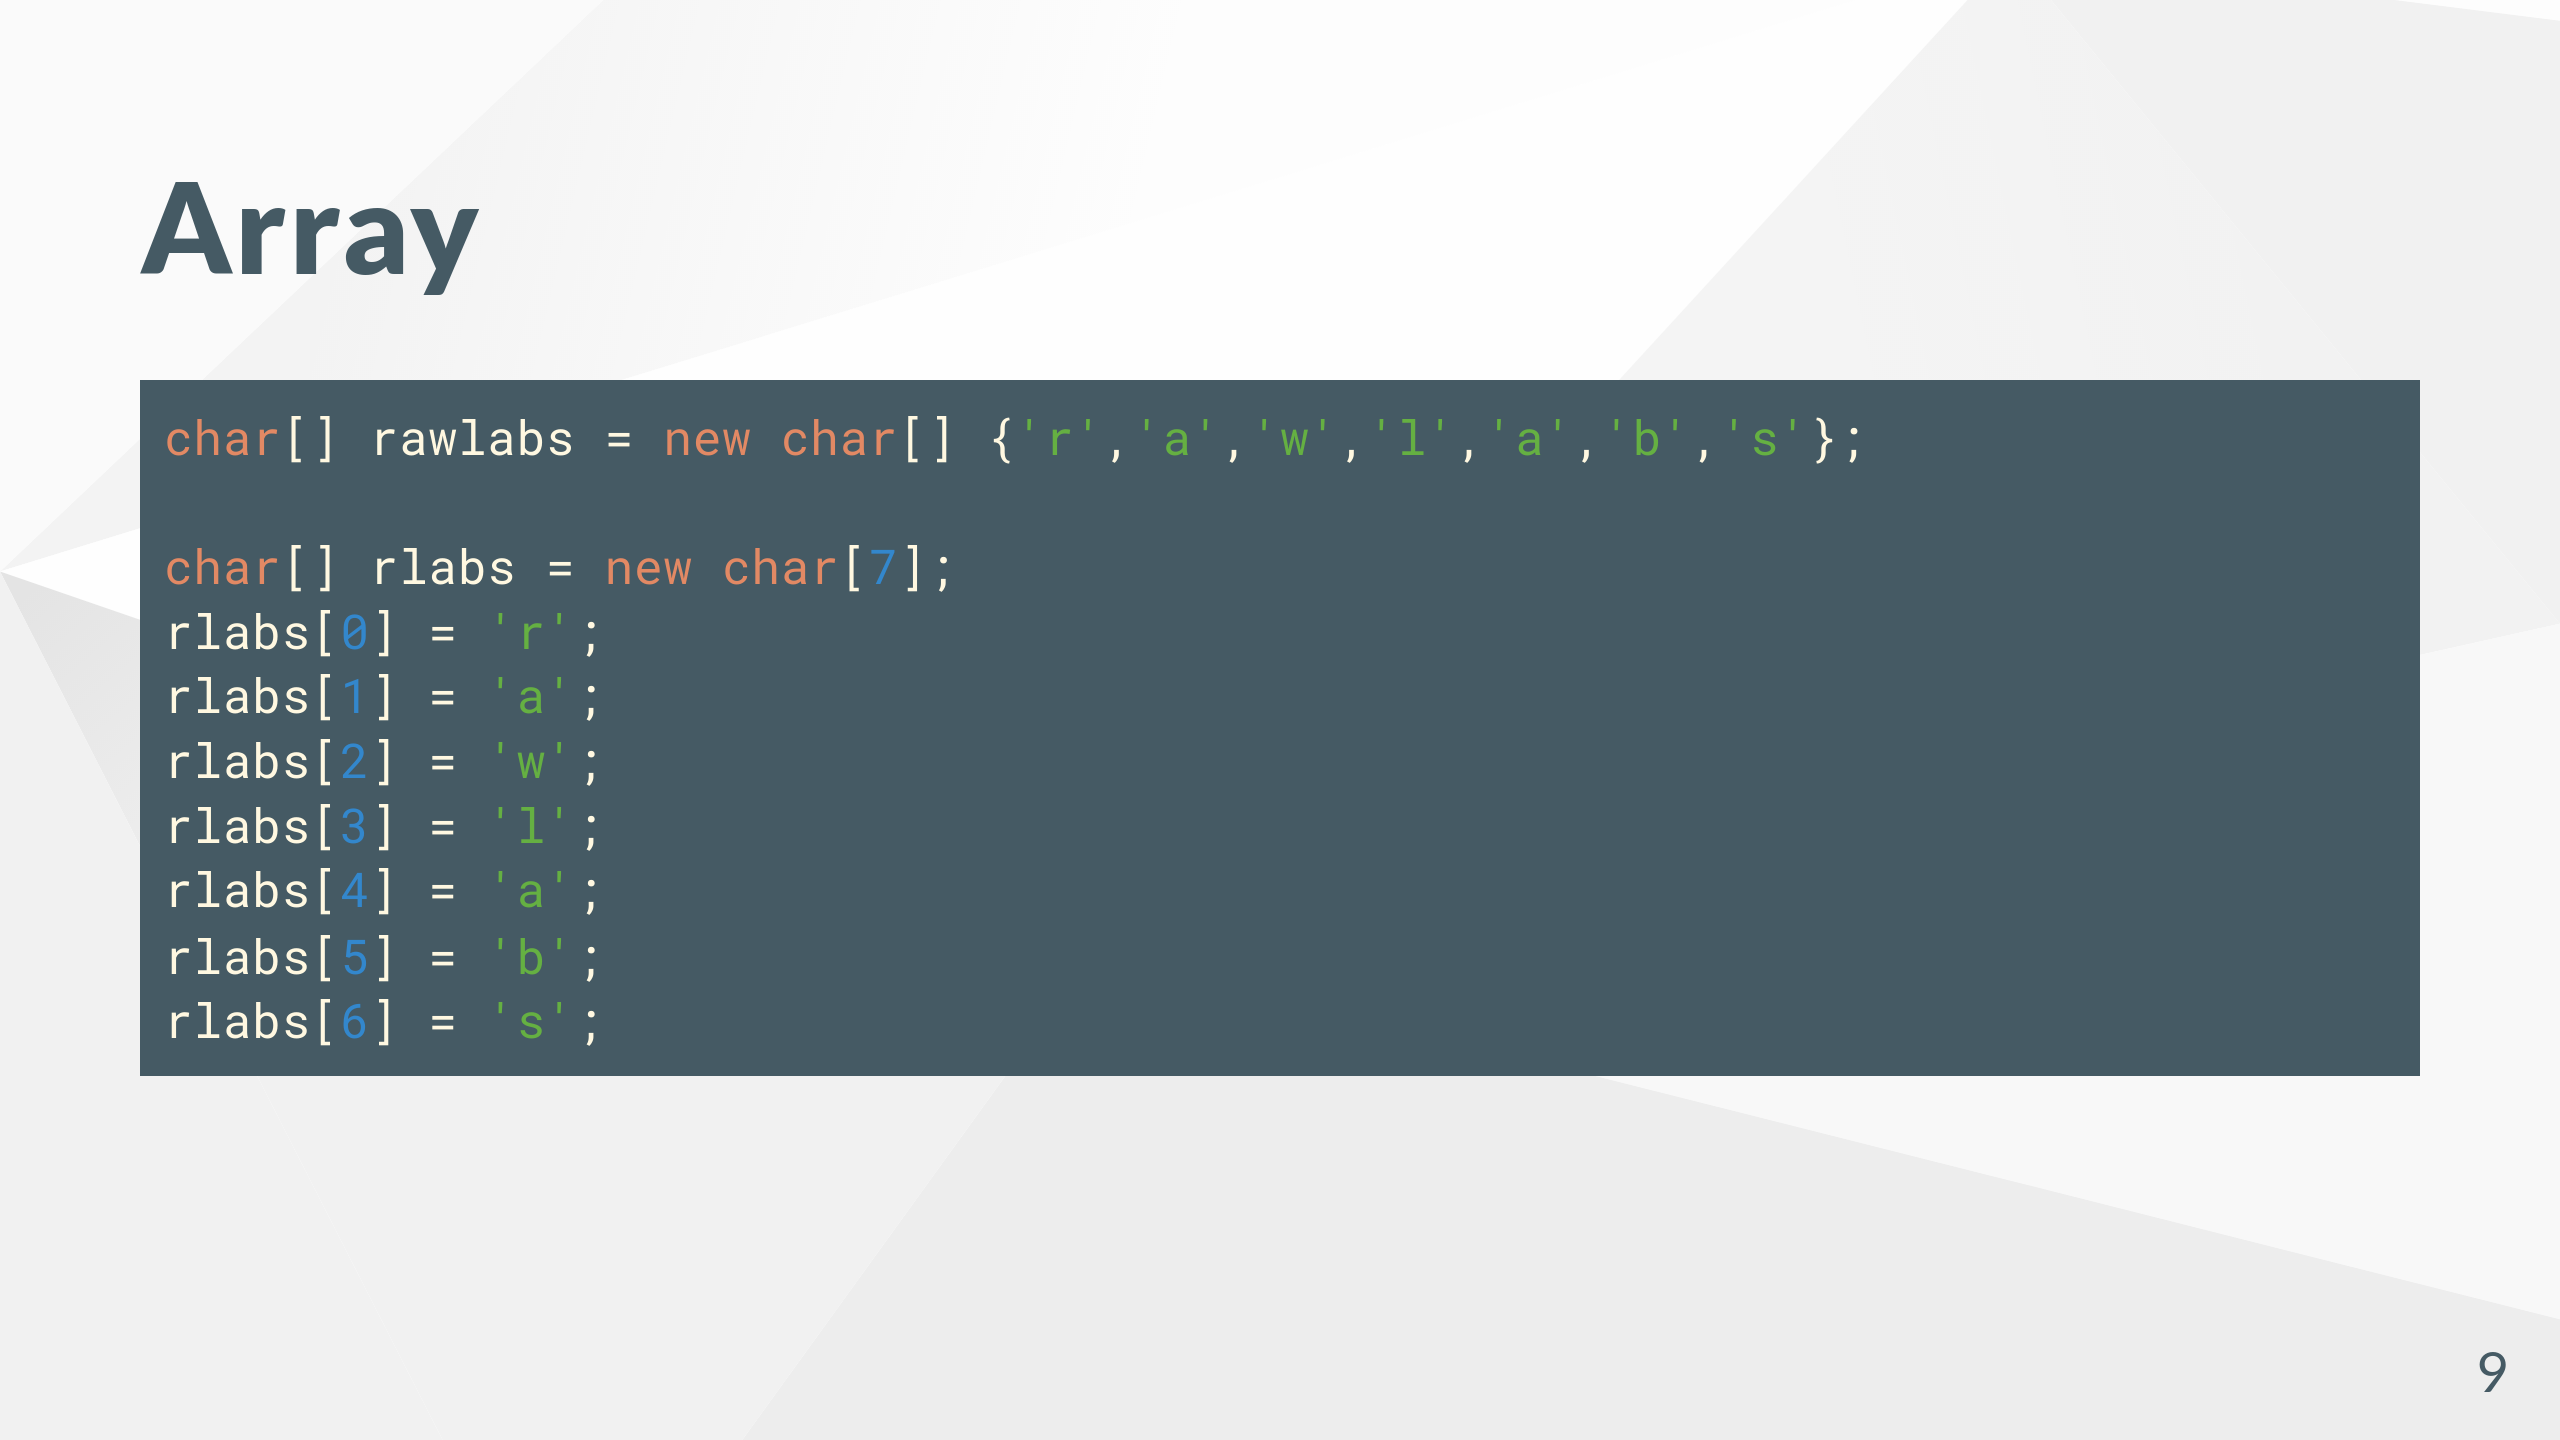 Array
char[] rawlabs = new char[] {'r','a','w','l','a','b','s'};
char[] rlabs = new char[7];
rlabs[0] = 'r';
rlabs[1] = 'a';
rlabs[2] = 'w';
rlabs[3] = 'l';
rlabs[4] = 'a';
rlabs[5] = 'b';
rlabs[6] = 's';
9